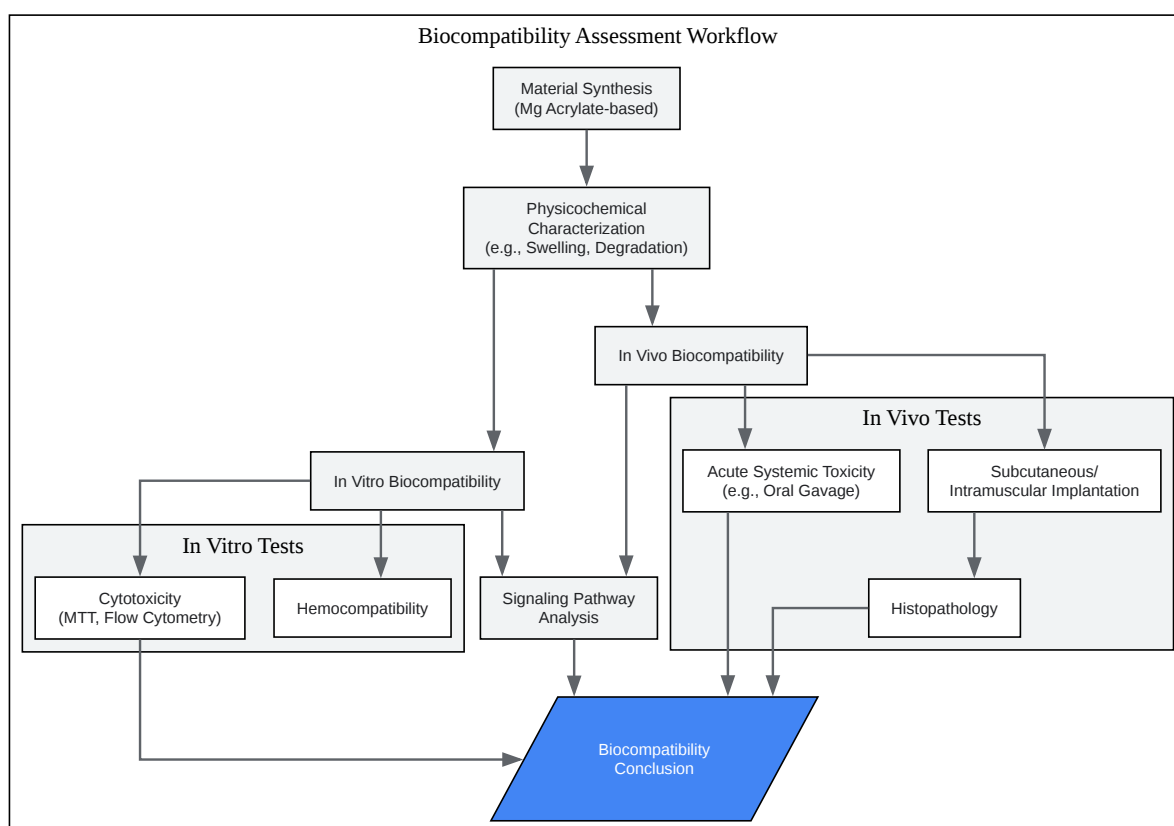 Biocompatibility Assessment Workflow
Material Synthesis
(Mg Acrylate-based)
Physicochemical
Characterization
(e.g., Swelling, Degradation)
In Vivo Biocompatibility
In Vivo Tests
Acute Systemic Toxicity
(e.g., Oral Gavage)
Subcutaneous/
Intramuscular Implantation
In Vitro Biocompatibility
In Vitro Tests
Cytotoxicity
(MTT, Flow Cytometry)
Hemocompatibility
Signaling Pathway
Analysis
Histopathology
Biocompatibility
Conclusion